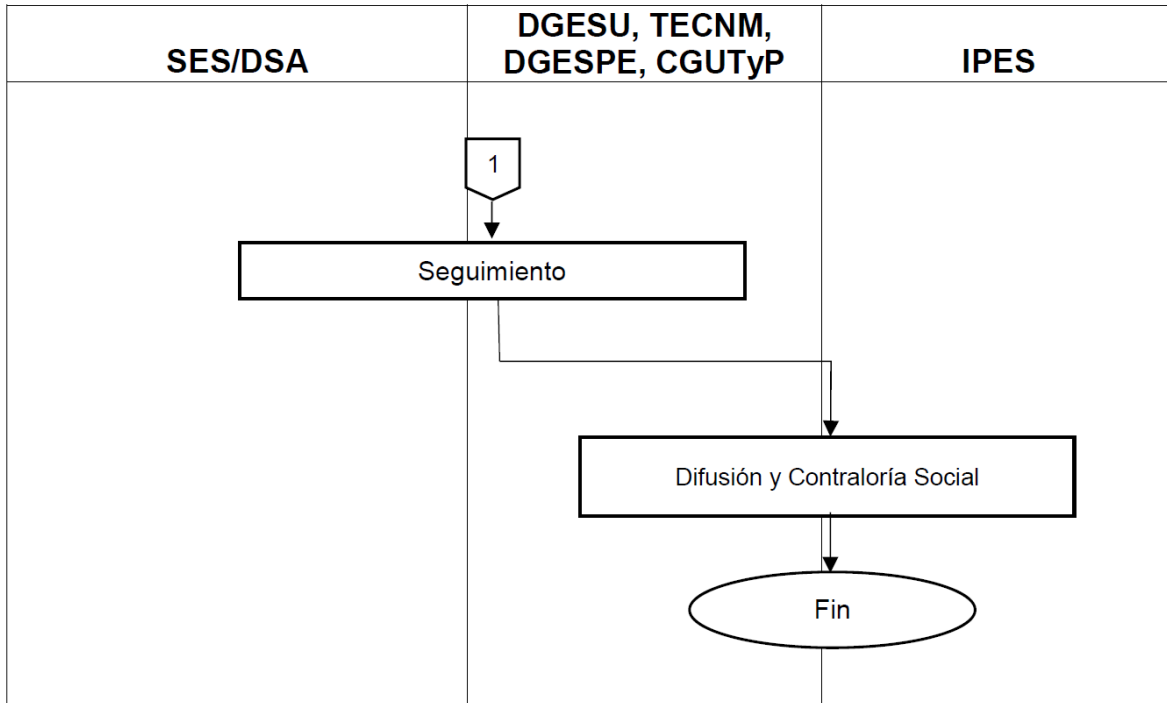 SES/DSA
DGESU, TECNM,
DGESPE, CGUTyP
IPES
1
Seguimiento
Difusión y Contraloría Social
Fin